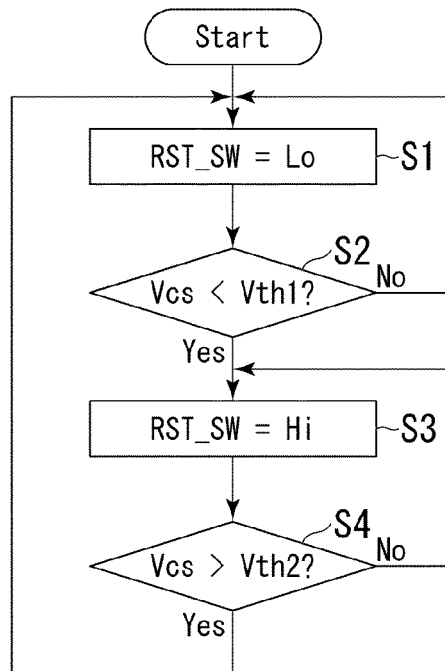 Start
RST_SW = Lo
S1
S2
Vcs < Vth1?
No
Yes
RST_SW = Hi
S3
S4
Vcs > Vth2?
No
Yes